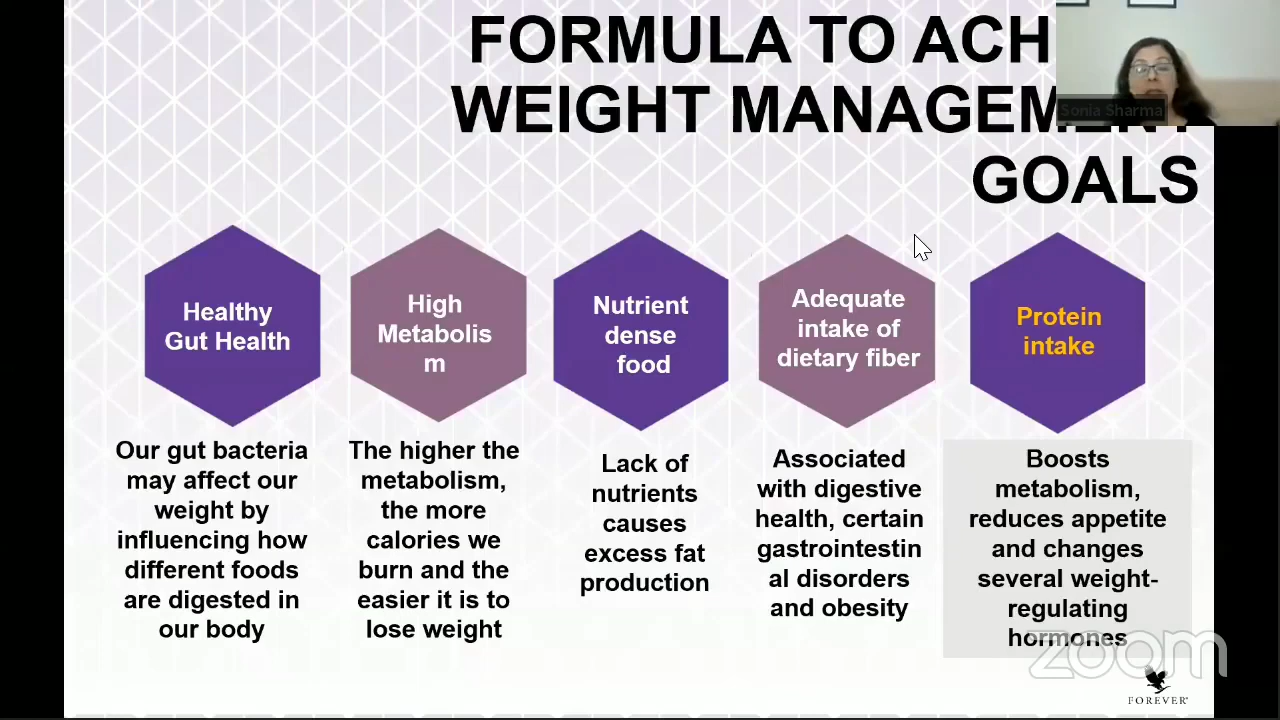 FORMULA TO ACH
WEIGHT MANAGEMENT
GOALS
Sonia Sharma
Healthy
Gut Health
High
Metabolis
m
Nutrient
dense
food
Adequate
intake of
dietary fiber
Protein
intake
Our gut bacteria
may affect our
weight by
influencing how
different foods
are digested in
our body
The higher the
metabolism,
the more
calories we
burn and the
easier it is to
lose weight
Lack of
nutrients
causes
excess fat
production
Associated
with digestive
health, certain
gastrointestin
al disorders
and obesity
Boosts
metabolism,
reduces appetite
and changes
several weight-
regulating
hormones
zoom
FOREVER